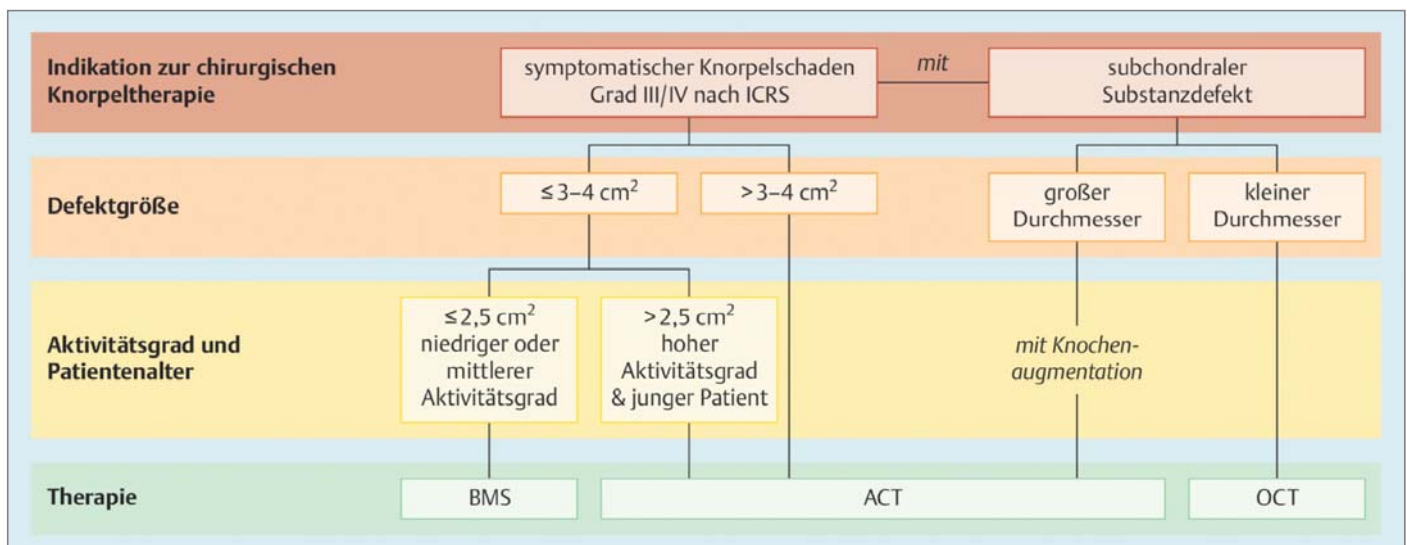 Indikation zur chirurgischen
Knorpeltherapie
symptomatischer Knorpelschaden
Grad III/IV nach ICRS
mit
subchondraler
Substanzdefekt
Defektgröße
≤ 3–4 cm²
> 3–4 cm²
großer
Durchmesser
kleiner
Durchmesser
Aktivitätsgrad und
Patientenalter
≤ 2,5 cm²
niedriger oder
mittlerer
Aktivitätsgrad
> 2,5 cm²
hoher
Aktivitätsgrad
& junger Patient
mit Knochen-
augmentation
Therapie
BMS
ACT
OCT